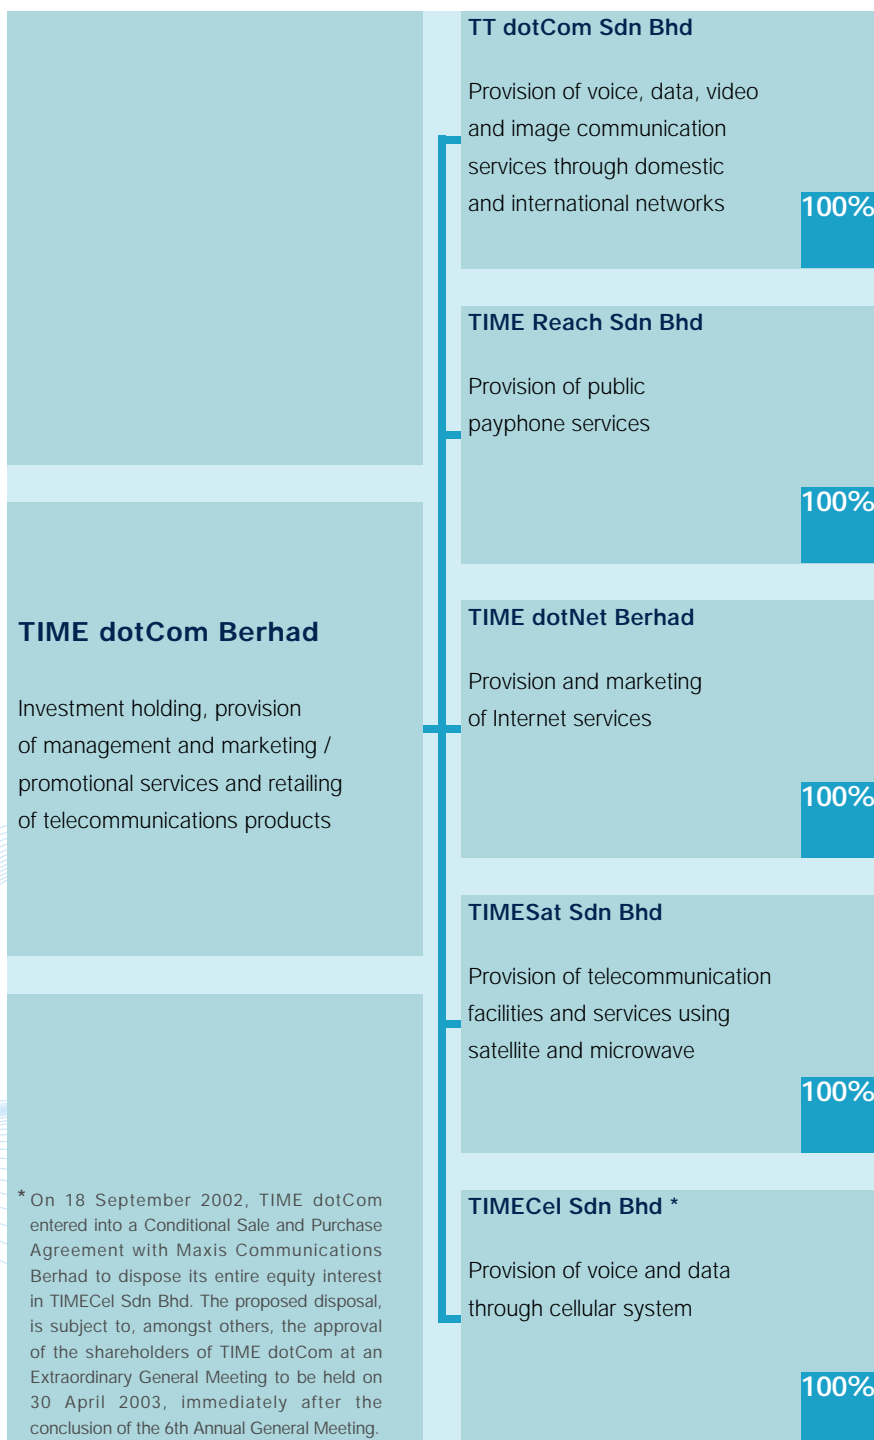 TT dotCom Sdn Bhd
Provision of voice, data, video
and image communication
services through domestic
and international networks
100%
TIME Reach Sdn Bhd
Provision of public
payphone services
100%
TIME dotCom Berhad
Investment holding, provision
of management and marketing /
promotional services and retailing
of telecommunications products
TIME dotNet Berhad
Provision and marketing
of Internet services
100%
TIMESat Sdn Bhd
Provision of telecommunication
facilities and services using
satellite and microwave
100%
TIMECel Sdn Bhd *
Provision of voice and data
through cellular system
100%
* On 18 September 2002, TIME dotCom
entered into a Conditional Sale and Purchase
Agreement with Maxis Communications
Berhad to dispose its entire equity interest
in TIMECel Sdn Bhd. The proposed disposal,
is subject to, amongst others, the approval
of the shareholders of TIME dotCom at an
Extraordinary General Meeting to be held on
30 April 2003, immediately after the
conclusion of the 6th Annual General Meeting.